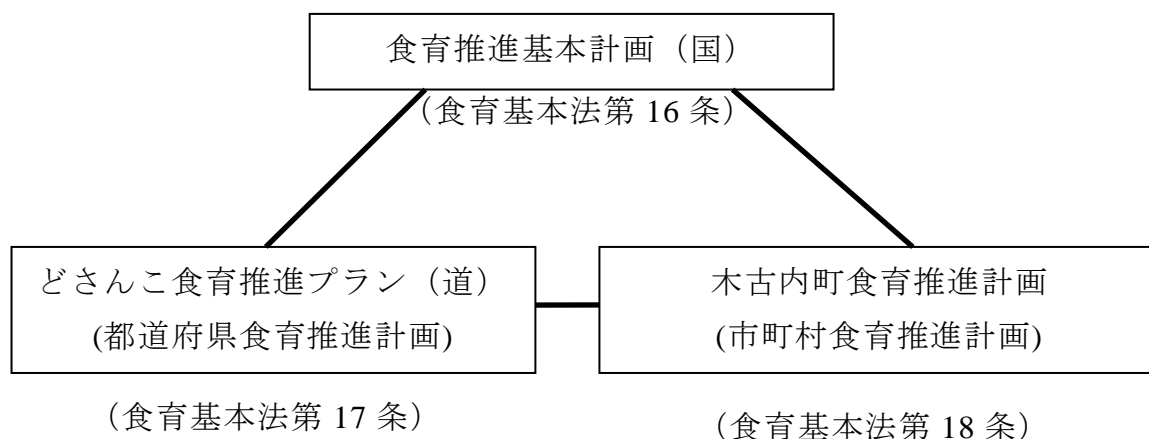 食育推進基本計画（国）
（食育基本法第 16 条）
どさんこ食育推進プラン（道）
(都道府県食育推進計画)
（食育基本法第 17 条）
木古内町食育推進計画
(市町村食育推進計画)
（食育基本法第 18 条）